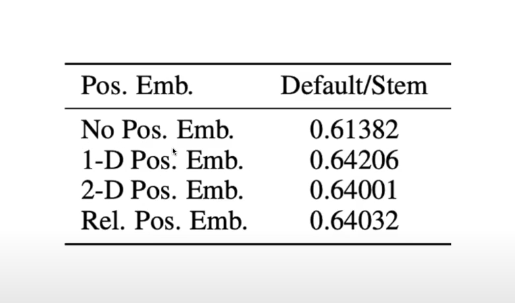 Pos. Emb. Default/Stem
No Pos. Emb. 0.61382
1-D Pos. Emb. 0.64206
2-D Pos. Emb. 0.64001
Rel. Pos. Emb. 0.64032